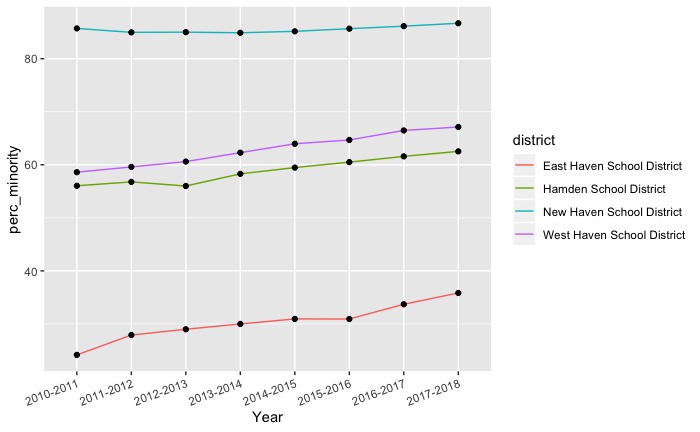 80
60
40
perc_minority
2010-2011
2011-2012
2012-2013
2013-2014
2014-2015
2015-2016
2016-2017
2017-2018
Year
district
East Haven School District
Hamden School District
New Haven School District
West Haven School District